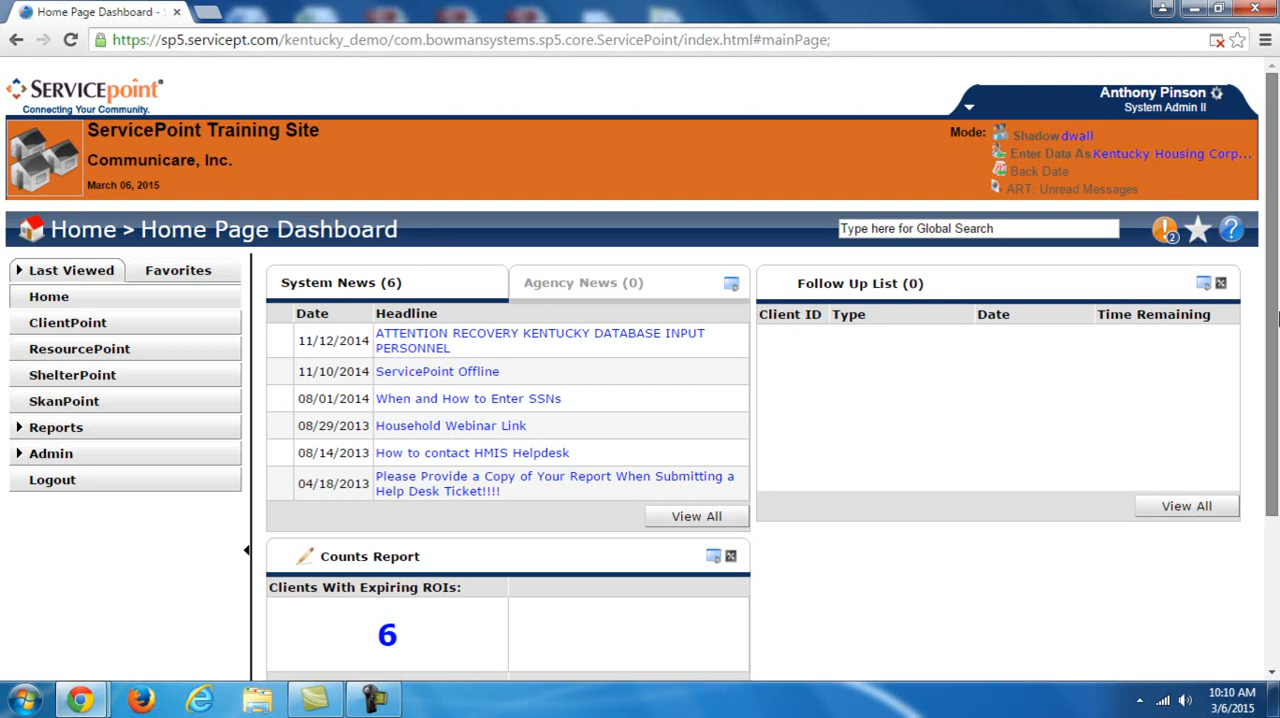 Home Page Dashboard -
https://sp5.servicept.com/kentucky_demo/com.bowmansystems.sp5.core.ServicePoint/index.html#mainPage;
SERVICEpoint
Connecting Your Community.
Anthony Pinson
System Admin II
ServicePoint Training Site
Communicare, Inc.
March 06, 2015
Mode:
Shadow dwall
Enter Data As Kentucky Housing Corp...
Back Date
ART: Unread Messages
Home > Home Page Dashboard
Type here for Global Search
2
?
Last Viewed
Favorites
Home
ClientPoint
ResourcePoint
ShelterPoint
SkanPoint
Reports
Admin
Logout
System News (6)
Agency News (0)
Date Headline
11/12/2014 ATTENTION RECOVERY KENTUCKY DATABASE INPUT
PERSONNEL
11/10/2014 ServicePoint Offline
08/01/2014 When and How to Enter SSNs
08/29/2013 Household Webinar Link
08/14/2013 How to contact HMIS Helpdesk
04/18/2013 Please Provide a Copy of Your Report When Submitting a
Help Desk Ticket!!!!
View All
Follow Up List (0)
Client ID Type Date Time Remaining
View All
Counts Report
Clients With Expiring ROIs:
6
10:10 AM
3/6/2015